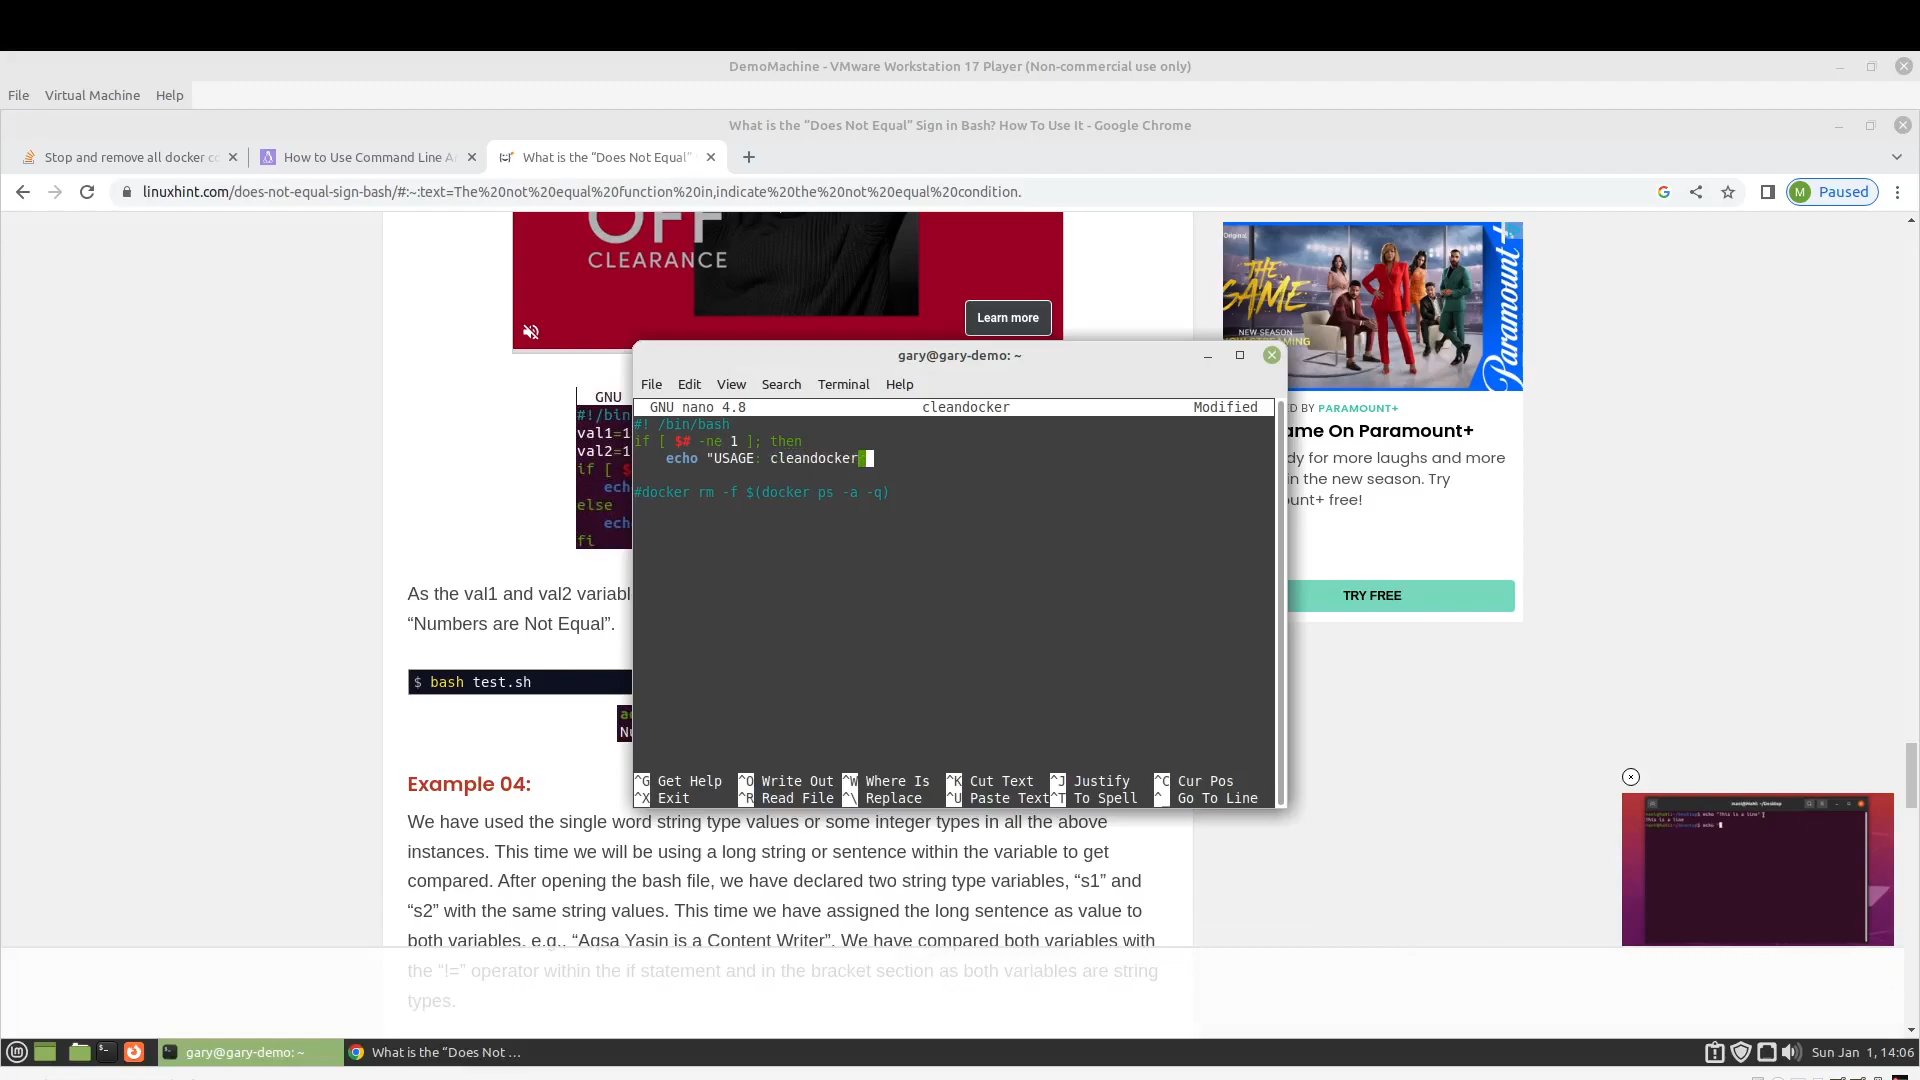 DemoMachine - VMware Workstation 17 Player (Non-commercial use only)
File Virtual Machine Help
What is the “Does Not Equal” Sign in Bash? How To Use It - Google Chrome
Stop and remove all docker co
How to Use Command Line A
What is the “Does Not Equal”
linuxhint.com/does-not-equal-sign-bash/#:~:text=The%20not%20equal%20function%20in,indicate%20the%20not%20equal%20condition.
M Paused
OFF
CLEARANCE
Learn more
Original
THE GAME
NEW SEASON
Paramount+
D BY PARAMOUNT+
ame On Paramount+
dy for more laughs and more
in the new season. Try
ount+ free!
TRY FREE
GNU
#!/bin
val1=1
val2=1
if [ $
ech
else
ech
fi
gary@gary-demo: ~
File Edit View Search Terminal Help
GNU nano 4.8 cleandocker Modified
#! /bin/bash
if [ $# -ne 1 ]; then
echo "USAGE: cleandocker
#docker rm -f $(docker ps -a -q)
^G Get Help ^O Write Out ^W Where Is ^K Cut Text ^J Justify ^C Cur Pos
^X Exit ^R Read File ^\ Replace ^U Paste Text ^T To Spell ^_ Go To Line
As the val1 and val2 variabl
“Numbers are Not Equal”.
$ bash test.sh
Example 04:
We have used the single word string type values or some integer types in all the above
instances. This time we will be using a long string or sentence within the variable to get
compared. After opening the bash file, we have declared two string type variables, “s1” and
“s2” with the same string values. This time we have assigned the long sentence as value to
both variables, e.g., “Aqsa Yasin is a Content Writer”. We have compared both variables with
the “!=” operator within the if statement and in the bracket section as both variables are string
types.
gary@gary-demo: ~
What is the “Does Not ...
Sun Jan 1, 14:06